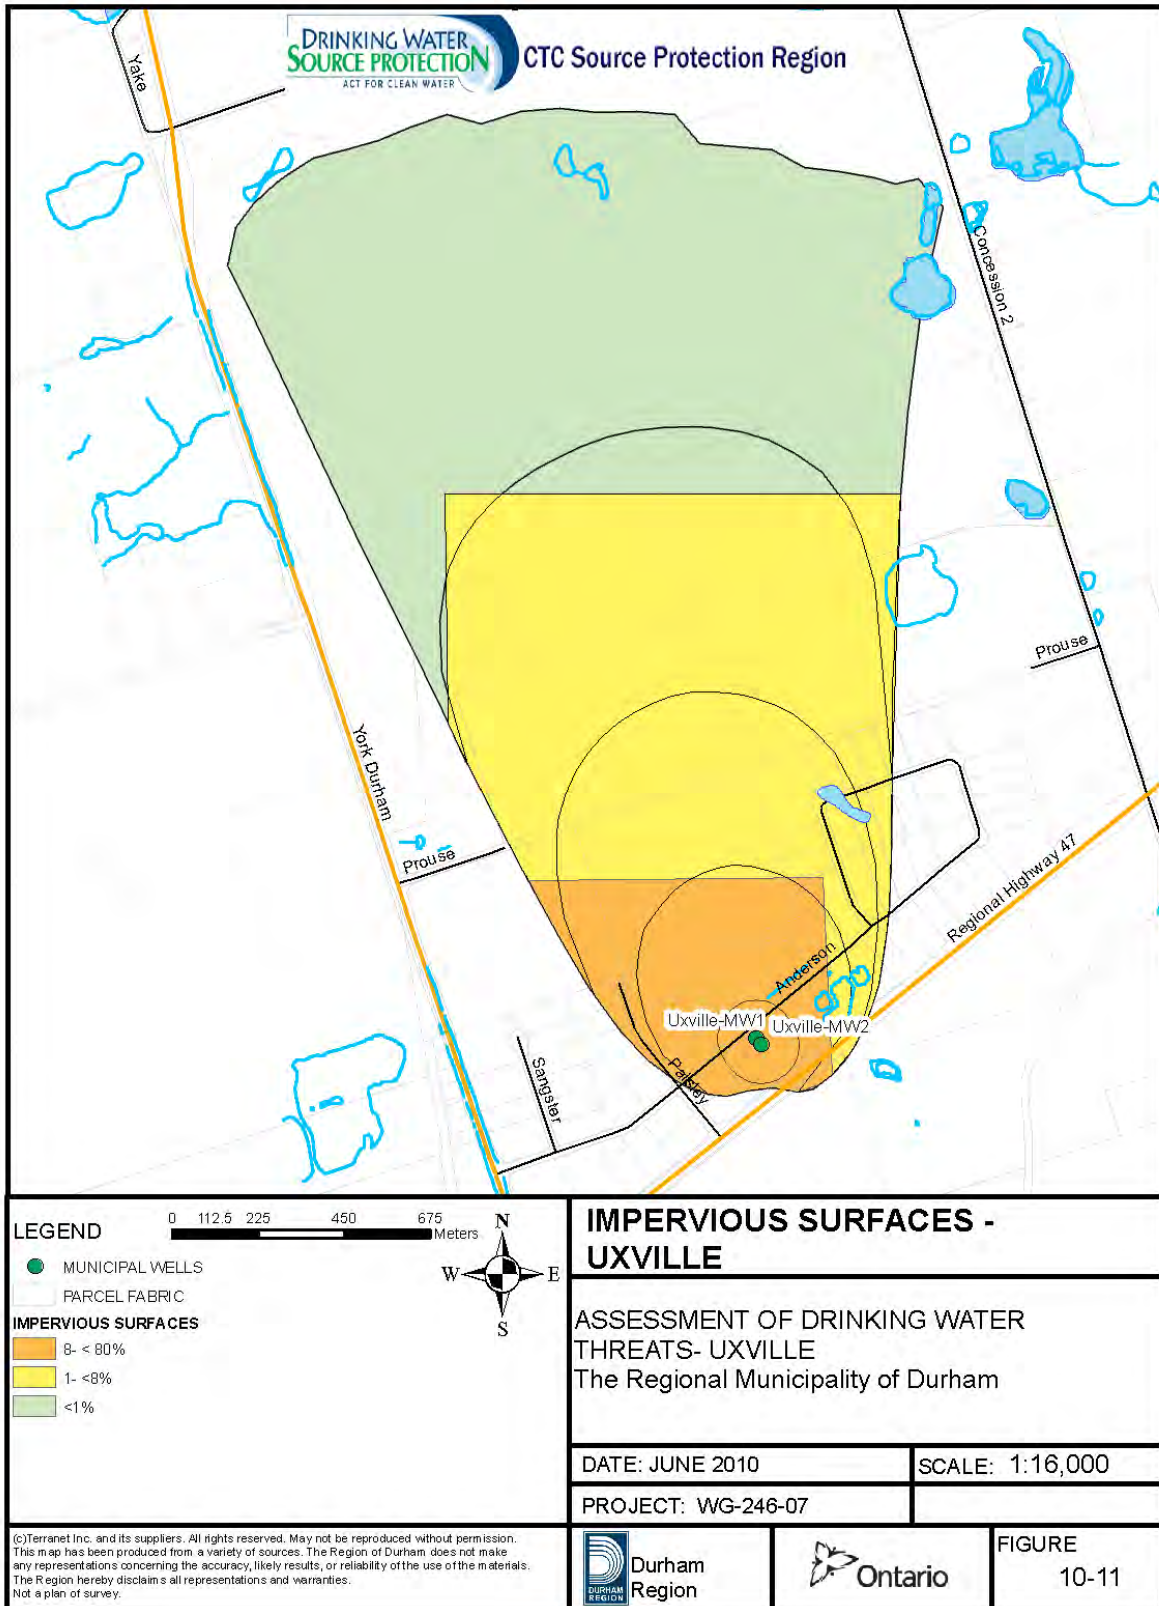 DRINKING WATER
SOURCE PROTECTION
ACT FOR CLEAN WATER
CTC Source Protection Region
Yake
Concession 2
Prouse
York Durham
Prouse
Regional Highway 47
Anderson
Uxville-MW1
Uxville-MW2
Paisley
Sangster
LEGEND
0 112.5 225 450 675
Meters
N
W E
S
MUNICIPAL WELLS
PARCEL FABRIC
IMPERVIOUS SURFACES
8- < 80%
1- <8%
<1%
IMPERVIOUS SURFACES -
UXVILLE
ASSESSMENT OF DRINKING WATER
THREATS- UXVILLE
The Regional Municipality of Durham
DATE: JUNE 2010
SCALE: 1:16,000
PROJECT: WG-246-07
(c)Terranet Inc. and its suppliers. All rights reserved. May not be reproduced without permission.
This map has been produced from a variety of sources. The Region of Durham does not make
any representations concerning the accuracy, likely results, or reliability of the use of the materials.
The Region hereby disclaims all representations and warranties.
Not a plan of survey.
DURHAM
REGION
Durham
Region
Ontario
FIGURE
10-11